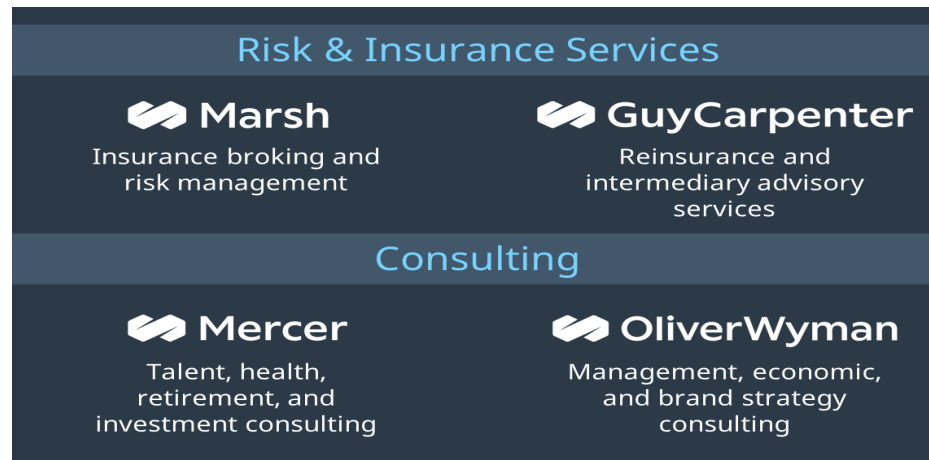 Risk & Insurance Services
Marsh
Insurance broking and
risk management
GuyCarpenter
Reinsurance and
intermediary advisory
services
Consulting
Mercer
Talent, health,
retirement, and
investment consulting
OliverWyman
Management, economic,
and brand strategy
consulting